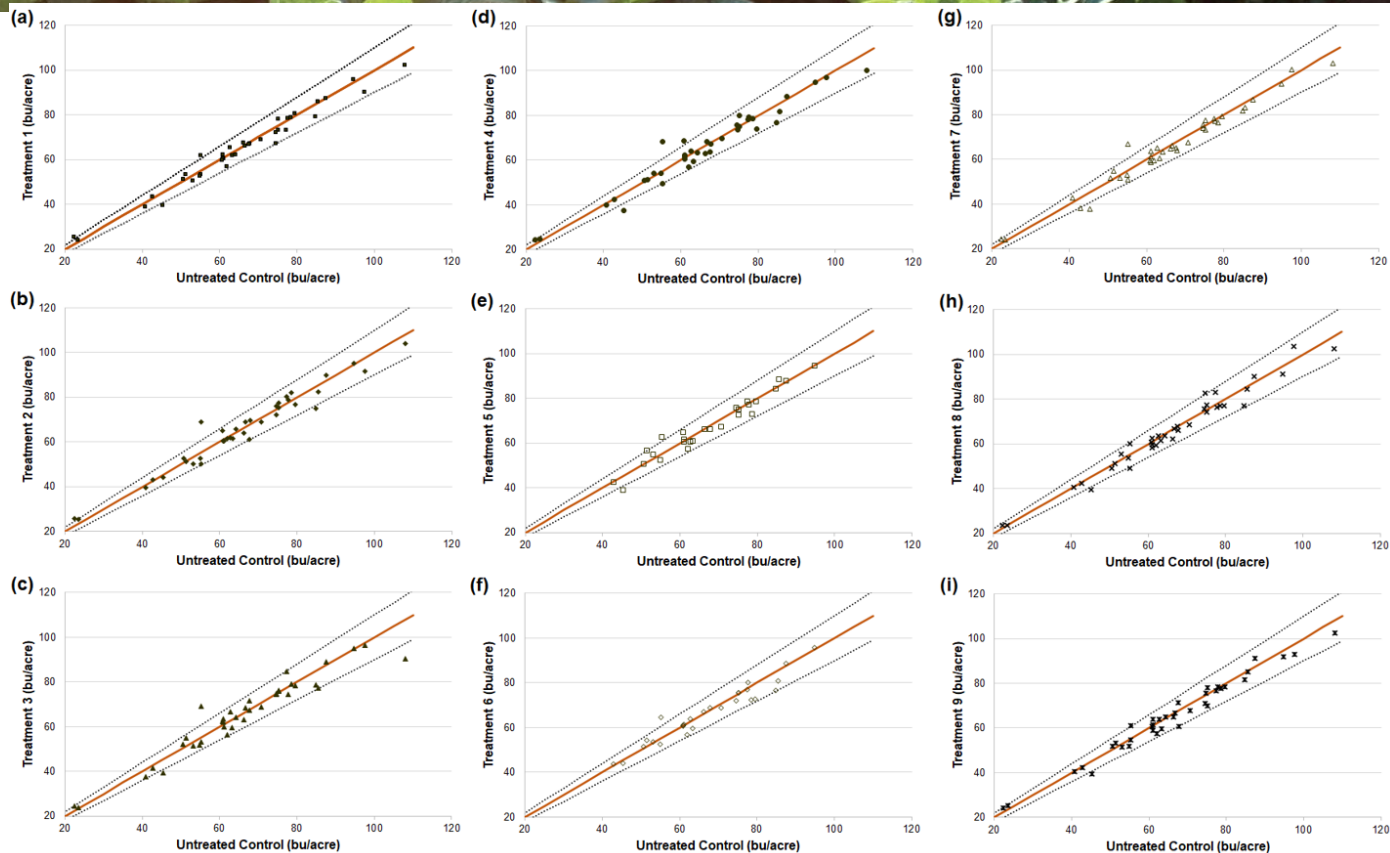 (a)
120
100
80
60
40
20
Treatment 1 (bu/acre)
20 40 60 80 100 120
Untreated Control (bu/acre)
(b)
120
100
80
60
40
20
Treatment 2 (bu/acre)
20 40 60 80 100 120
Untreated Control (bu/acre)
(c)
120
100
80
60
40
20
Treatment 3 (bu/acre)
20 40 60 80 100 120
Untreated Control (bu/acre)
(d)
120
100
80
60
40
20
Treatment 4 (bu/acre)
20 40 60 80 100 120
Untreated Control (bu/acre)
(e)
120
100
80
60
40
20
Treatment 5 (bu/acre)
20 40 60 80 100 120
Untreated Control (bu/acre)
(f)
120
100
80
60
40
20
Treatment 6 (bu/acre)
20 40 60 80 100 120
Untreated Control (bu/acre)
(g)
120
100
80
60
40
20
Treatment 7 (bu/acre)
20 40 60 80 100 120
Untreated Control (bu/acre)
(h)
120
100
80
60
40
20
Treatment 8 (bu/acre)
20 40 60 80 100 120
Untreated Control (bu/acre)
(i)
120
100
80
60
40
20
Treatment 9 (bu/acre)
20 40 60 80 100 120
Untreated Control (bu/acre)